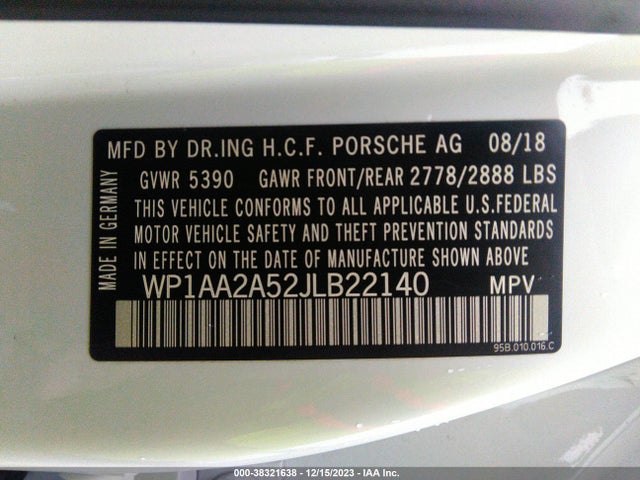 MFD BY DR.ING H.C.F. PORSCHE AG 08/18
GVWR 5390 GAWR FRONT/REAR 2778/2888 LBS
THIS VEHICLE CONFORMS TO ALL APPLICABLE U.S.FEDERAL
MOTOR VEHICLE SAFETY AND THEFT PREVENTION STANDARDS
IN EFFECT ON THE DATE OF MANUFACTURE SHOWN ABOVE
WP1AA2A52JLB22140 MPV
95B.010.016.C
MADE IN GERMANY
000-38321638 - 12/15/2023 - IAA Inc.